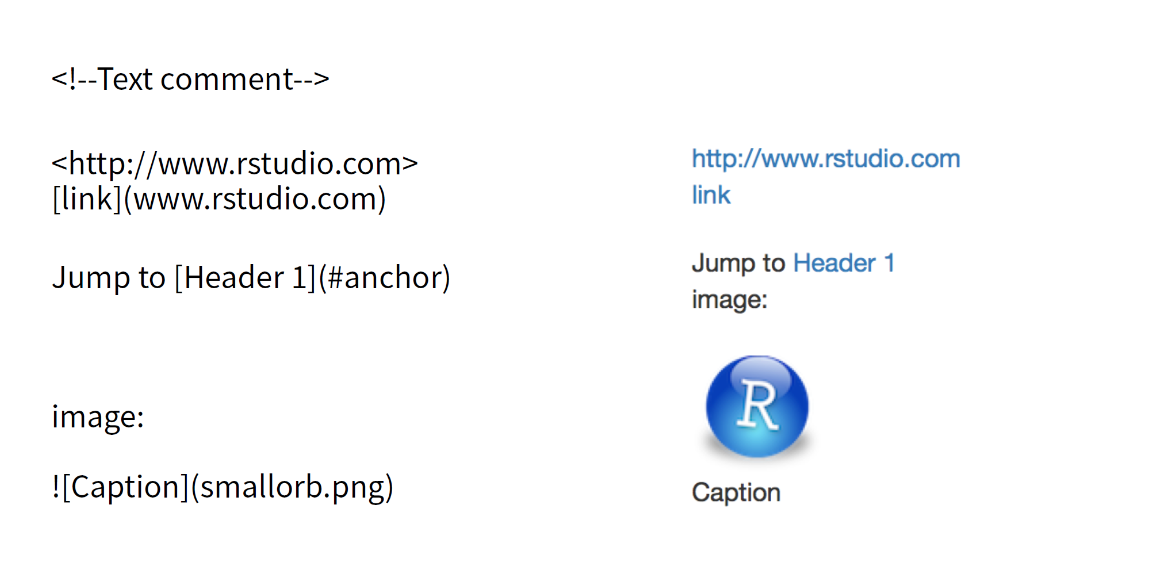 <!--Text comment-->
<http://www.rstudio.com>
[link](www.rstudio.com)
Jump to [Header 1](#anchor)
image:
![Caption](smallorb.png)
http://www.rstudio.com
link
Jump to Header 1
image:
R
Caption